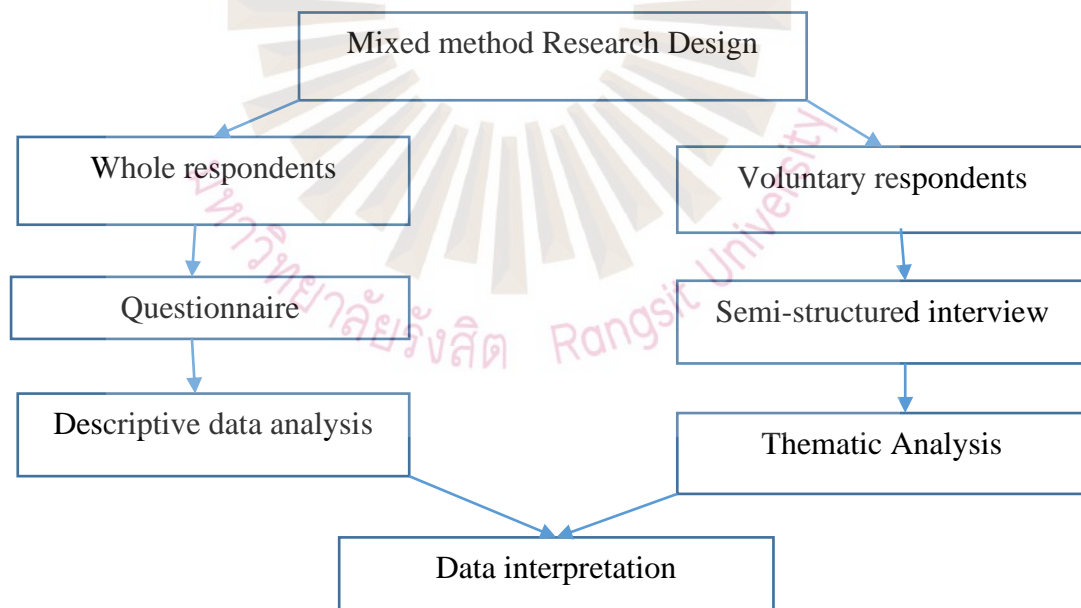 Mixed method Research Design
Whole respondents
Voluntary respondents
Questionnaire
Semi-structured interview
Descriptive data analysis
Thematic Analysis
Data interpretation
มหาวิทยาลัยรังสิต Rangsit University